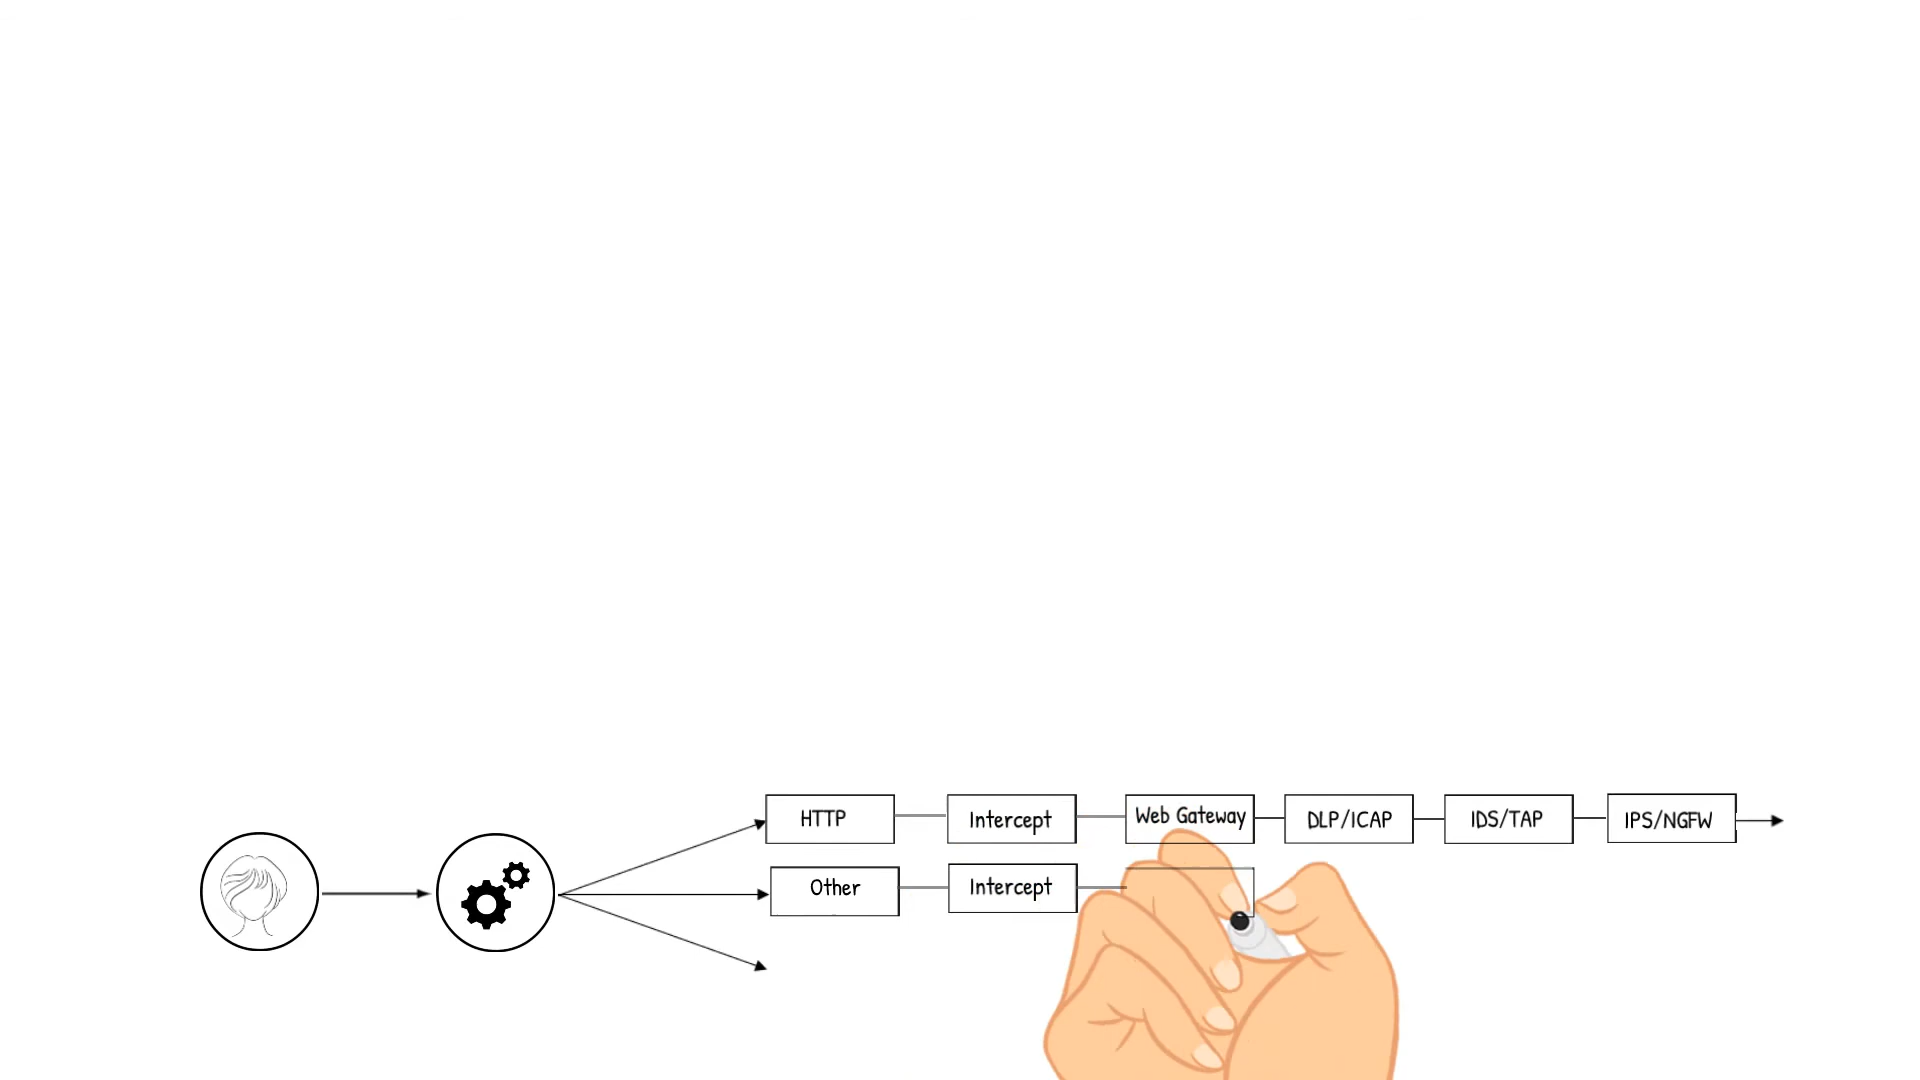 HTTP Intercept Web Gateway DLP/ICAP IDS/TAP IPS/NGFW
Other Intercept